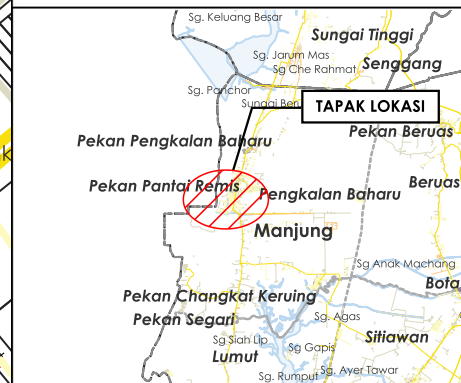 Sg. Keluang Besar
Sungai Tinggi
Sg. Jarum Mas
Sg Che Rahmat
Senggang
Sg. Panchor
Sungai Ber
TAPAK LOKASI
Pekan Beruas
Pekan Pengkalan Baharu
Pekan Pantai Remis
Pengkalan Baharu
Beruas
Manjung
Sg Anak Machang
Bota
Pekan Changkat Keruing
Pekan Segari
Sg. Agas
Sitiawan
Sg Siah Lip
Sg Gapis
Lumut
Sg. Rumput
Sg. Ayer Tawar